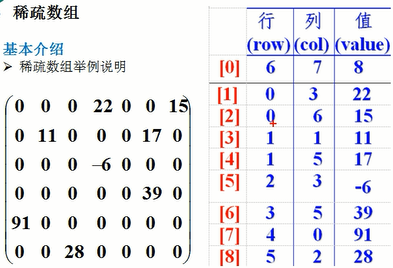 稀疏数组
基本介绍
稀疏数组举例说明
0 0 0 22 0 0 15
0 11 0 0 0 17 0
0 0 0 –6 0 0 0
0 0 0 0 0 39 0
91 0 0 0 0 0 0
0 0 28 0 0 0 0
行 列 值
(row) (col) (value)
[0] 6 7 8
[1] 0 3 22
[2] 0 6 15
[3] 1 1 11
[4] 1 5 17
[5] 2 3 -6
[6] 3 5 39
[7] 4 0 91
[8] 5 2 28